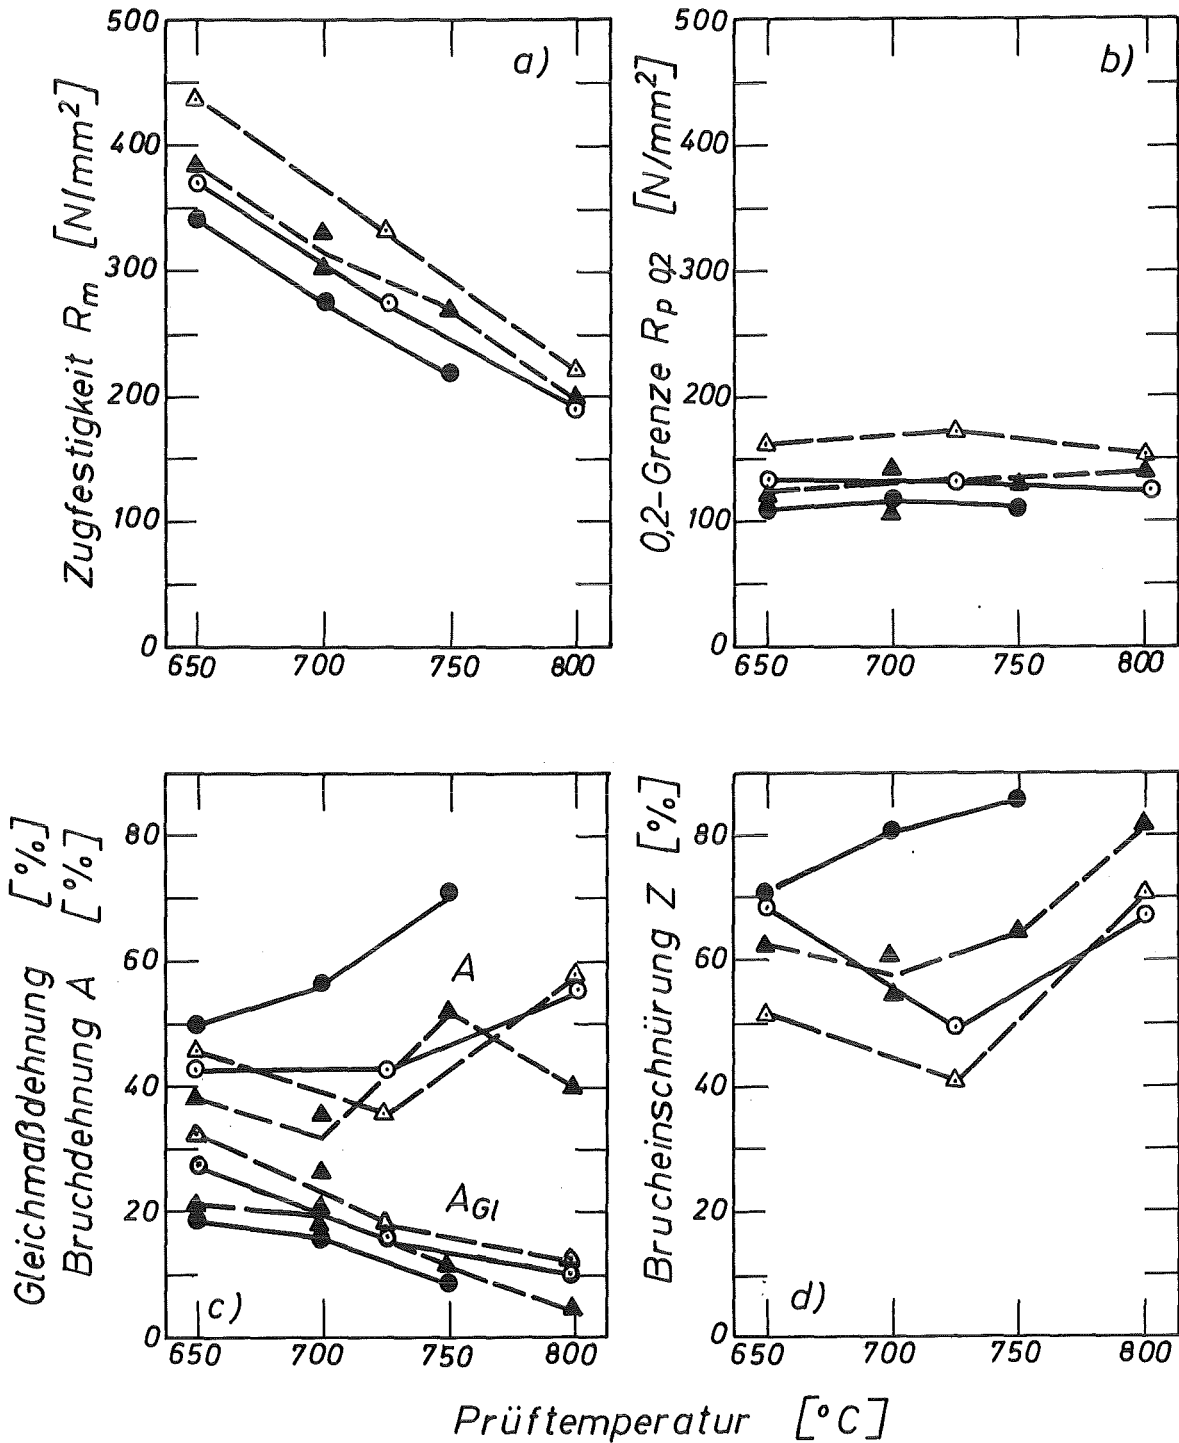 500
400
300
200
100
0
650 700 750 800
a)
Zugfestigkeit Rm [N/mm²]
500
400
300
200
100
0
650 700 750 800
b)
0,2-Grenze Rp 0,2 [N/mm²]
80
60
40
20
0
650 700 750 800
A
AGl
c)
Gleichmaßdehnung [%]
Bruchdehnung A [%]
80
60
40
20
0
650 700 750 800
d)
Brucheinschnürung Z [%]
Prüftemperatur [°C]